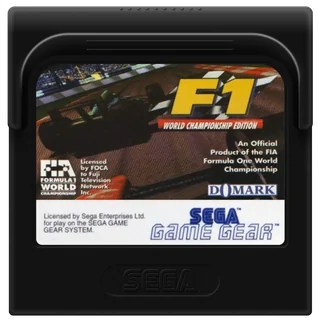 F1
WORLD CHAMPIONSHIP EDITION
An Official
Product of the FIA
Formula One World
Championship
FIA
FORMULA 1
WORLD
CHAMPIONSHIP
Licensed
by FOCA
to Fuji
Television
Network
Inc.
DOMARK
Licensed by Sega Enterprises Ltd.
for play on the SEGA GAME
GEAR SYSTEM.
SEGA
GAME GEAR
SEGA